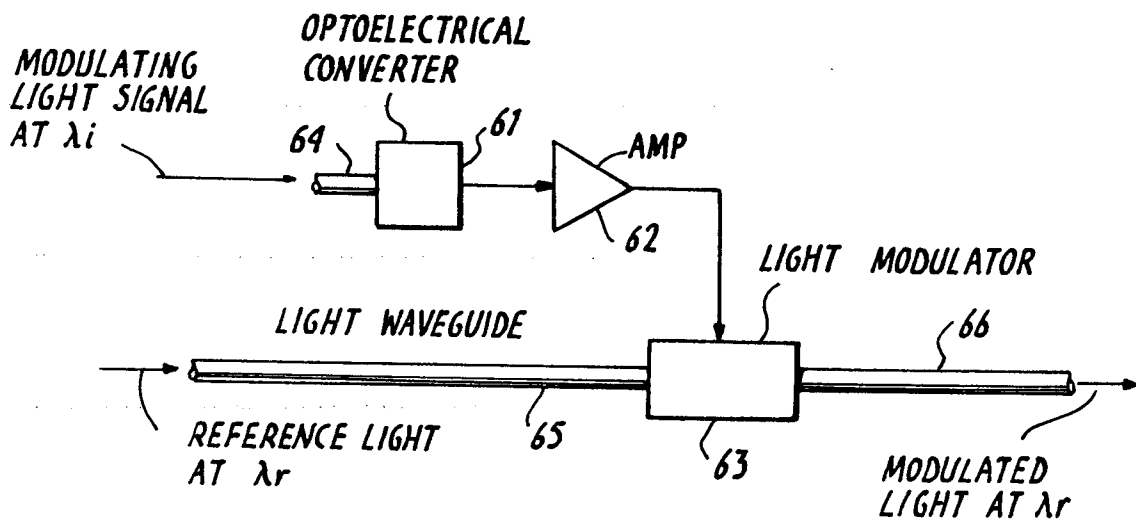 OPTOELECTRICAL
CONVERTER
MODULATING
LIGHT SIGNAL
AT λi
64
61
AMP
62
LIGHT MODULATOR
LIGHT WAVEGUIDE
66
REFERENCE LIGHT
AT λr
65
63
MODULATED
LIGHT AT λr